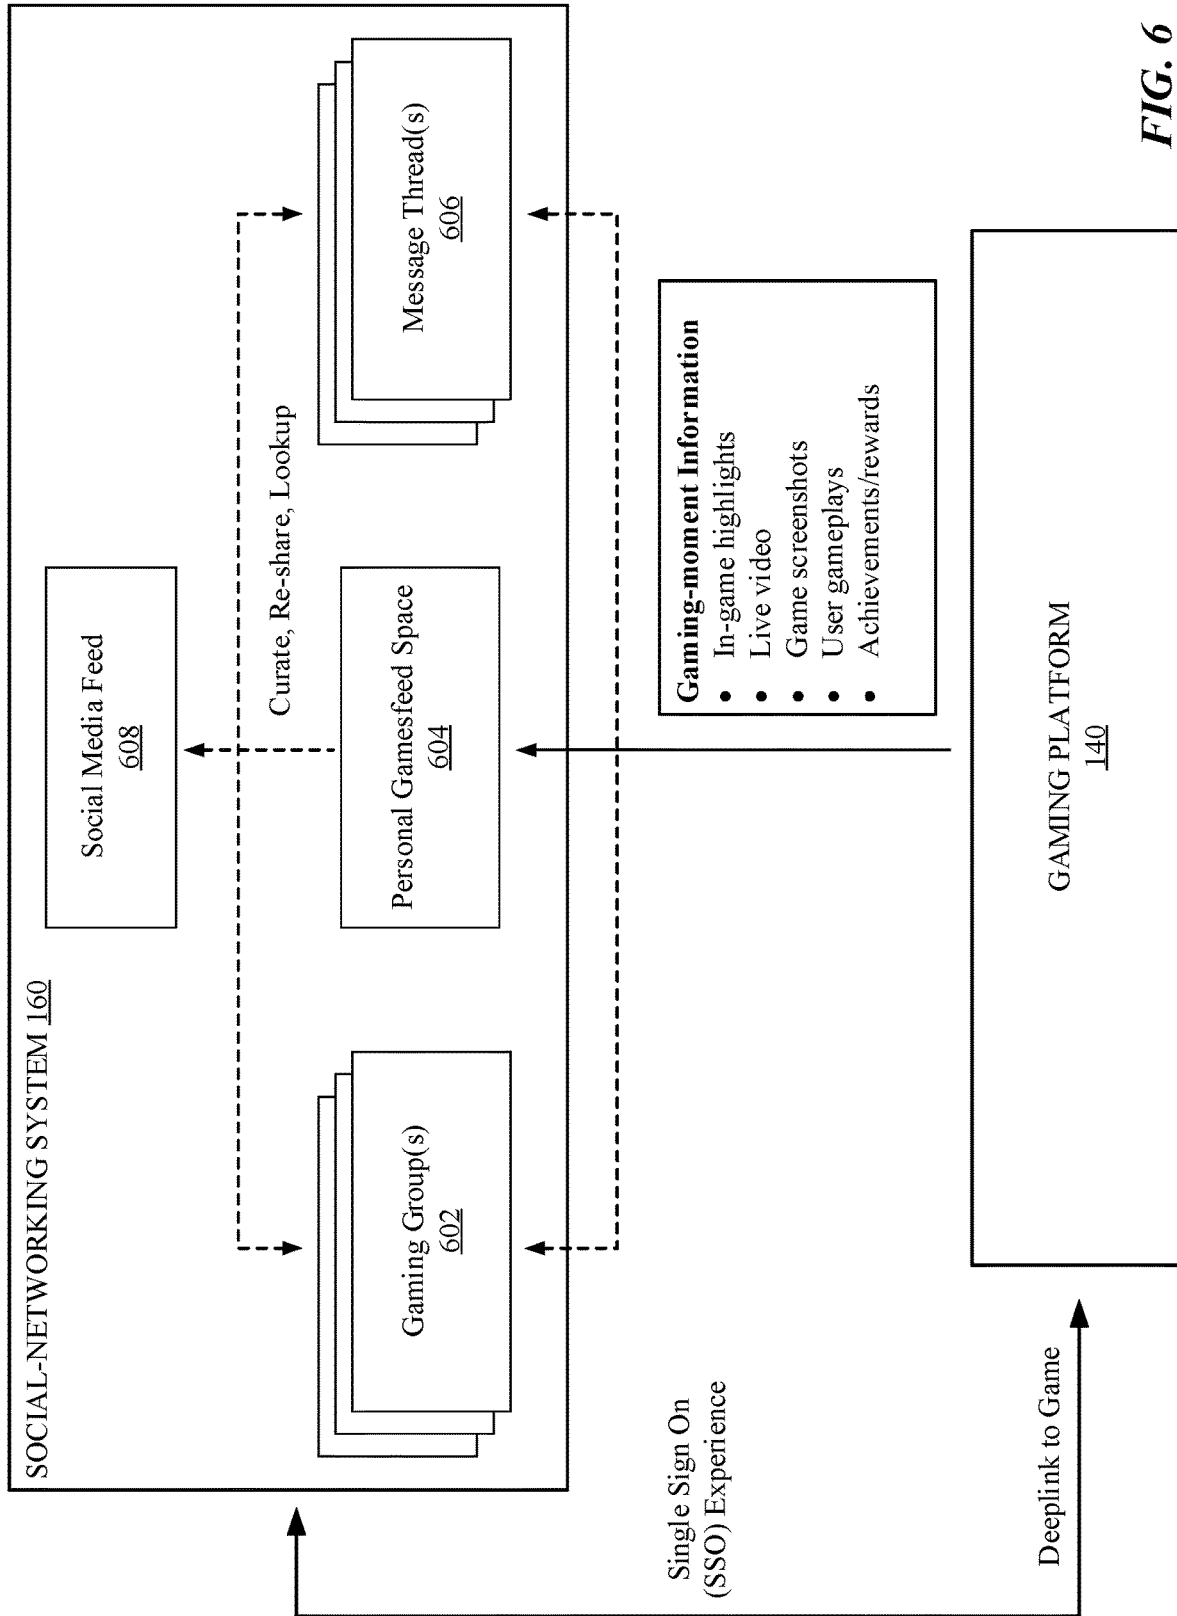 SOCIAL-NETWORKING SYSTEM 160
Social Media Feed
608
Curate, Re-share, Lookup
Gaming Group(s)
602
Personal Gamesfeed Space
604
Message Thread(s)
606
Single Sign On
(SSO) Experience
Gaming-moment Information
• In-game highlights
• Live video
• Game screenshots
• User gameplays
• Achievements/rewards
Deeplink to Game
GAMING PLATFORM
140
FIG. 6